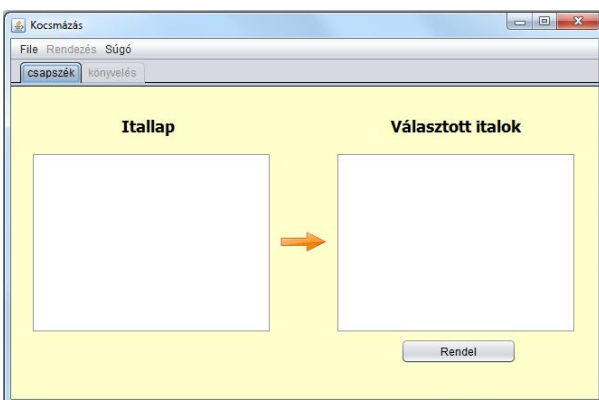 Kocsmázás
File Rendezés Súgó
csapszék könyvelés
Itallap Választott italok
Rendel